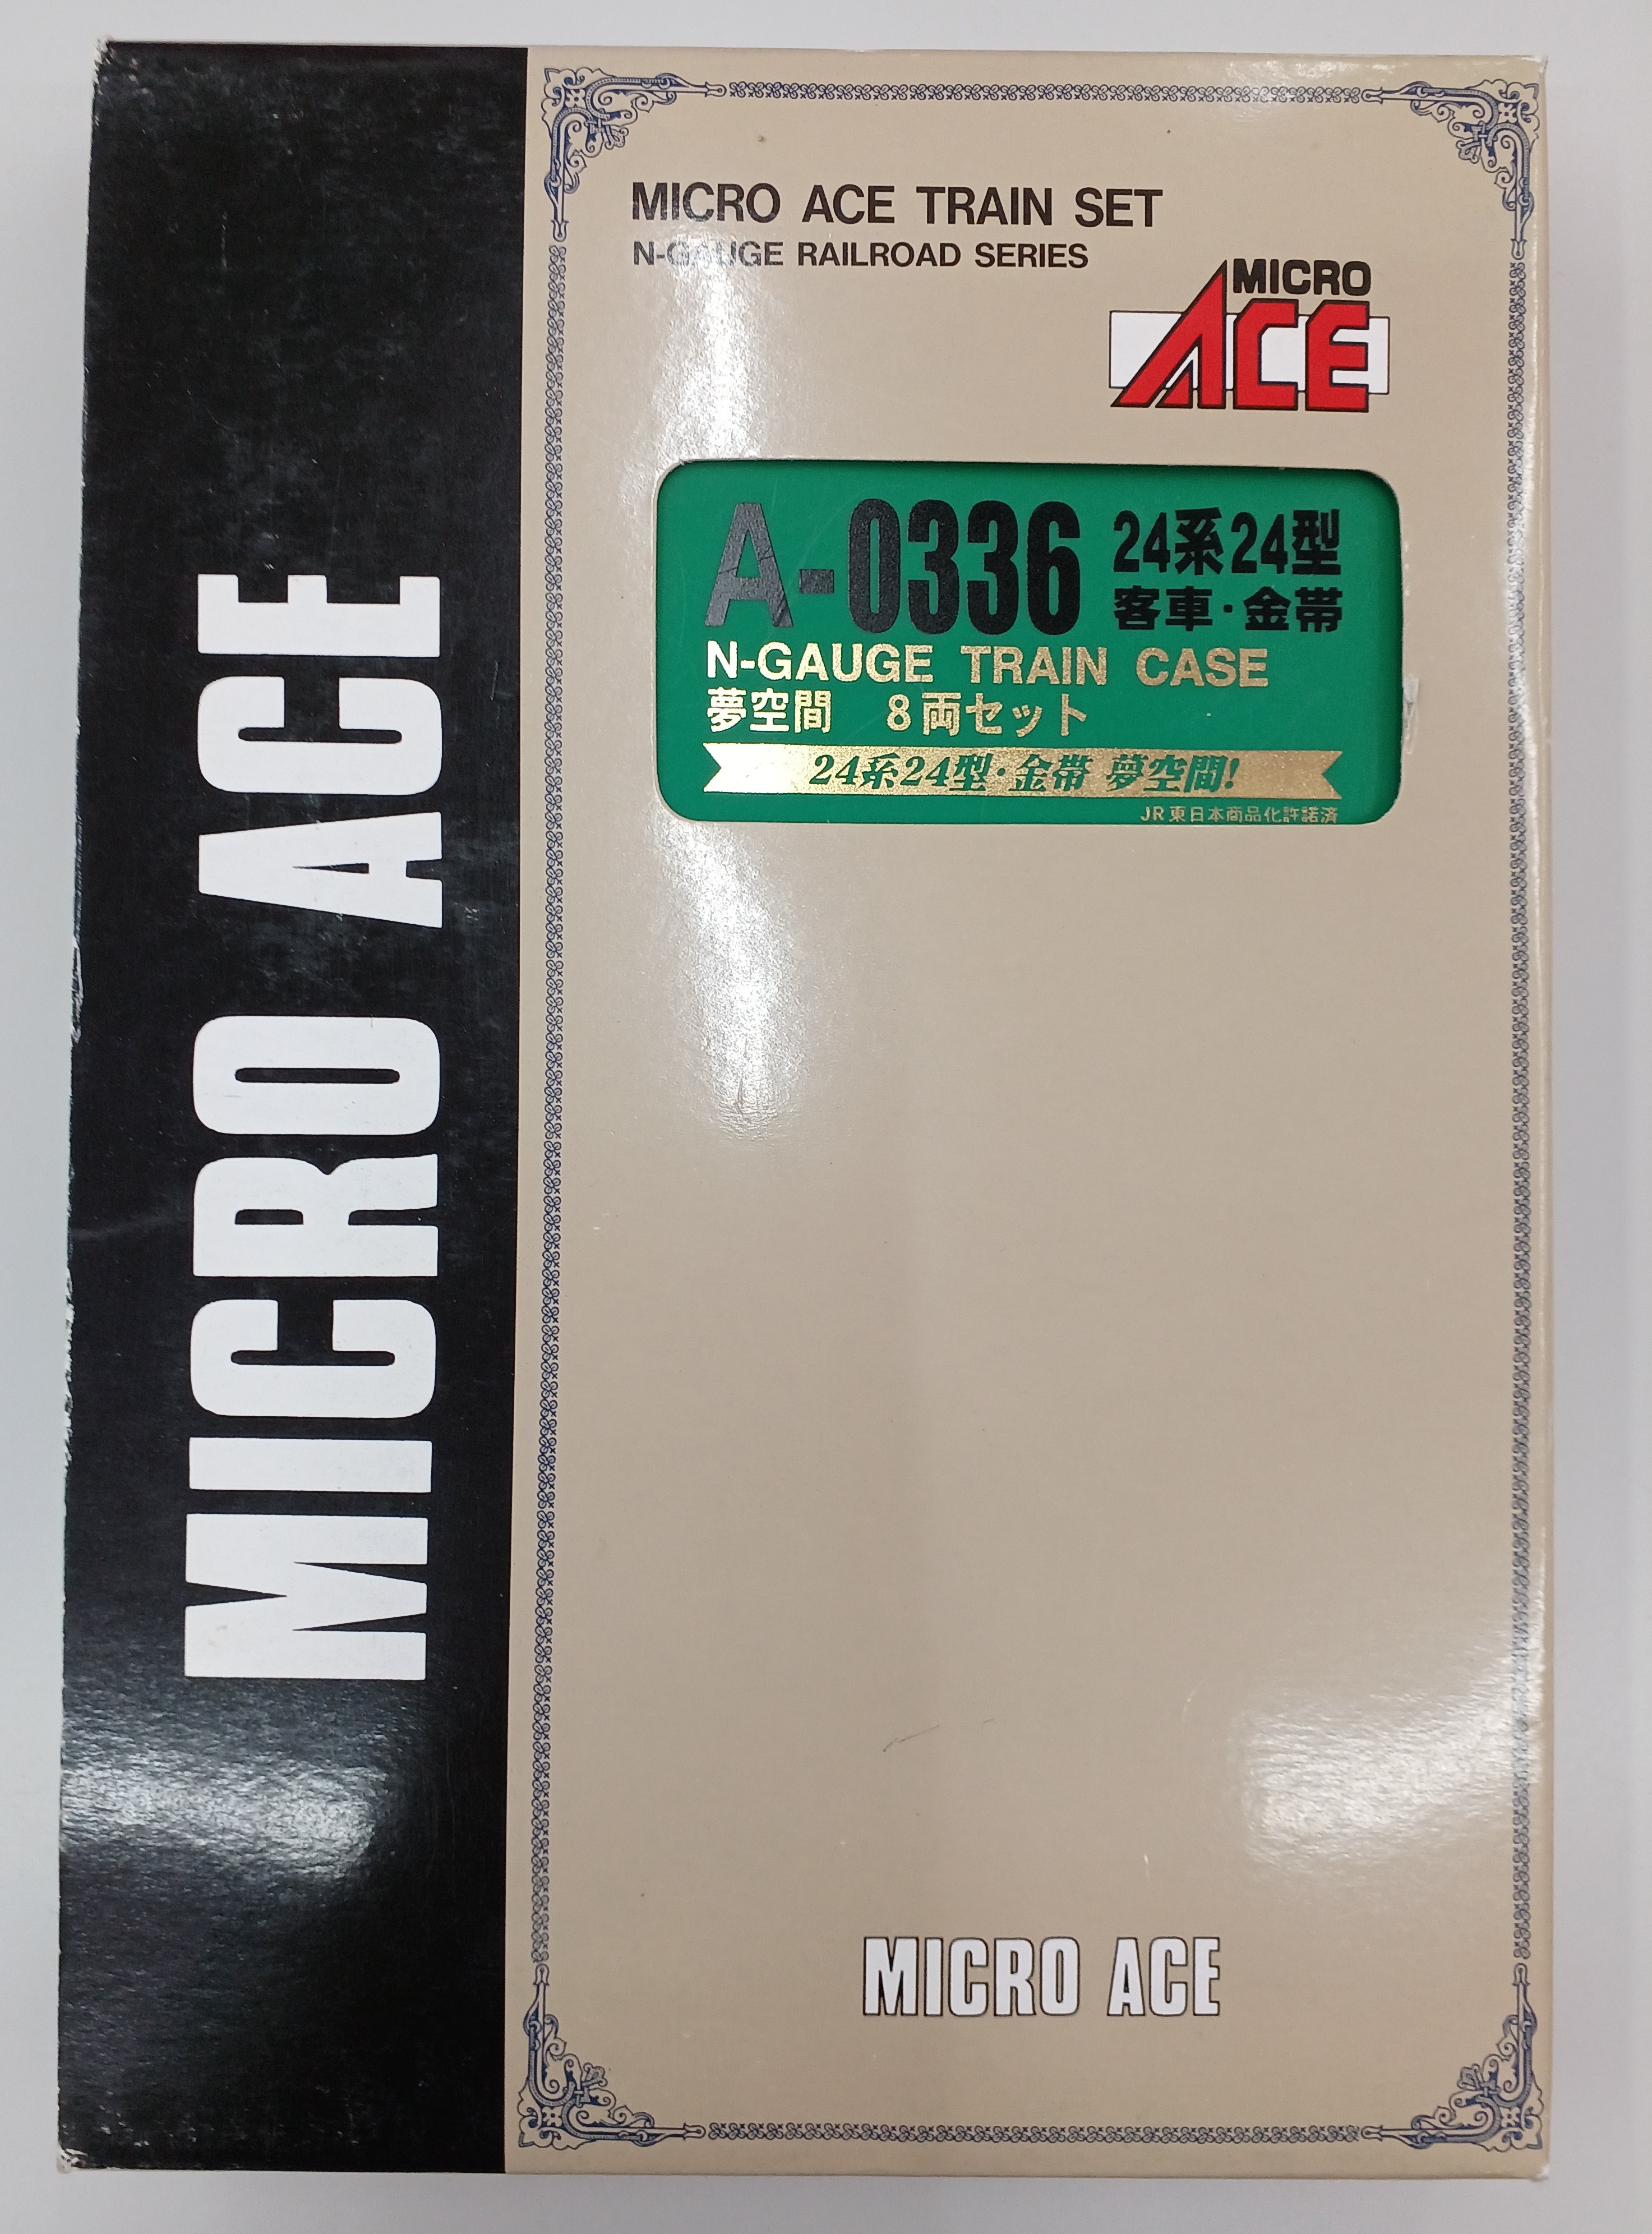 MICRO ACE
MICRO ACE TRAIN SET
N-GAUGE RAILROAD SERIES
MICRO
ACE
A-0336 24系24型
客車・金帯
N-GAUGE TRAIN CASE
夢空間 8両セット
24系24型・金帯 夢空間!
JR東日本商品化許諾済
MICRO ACE